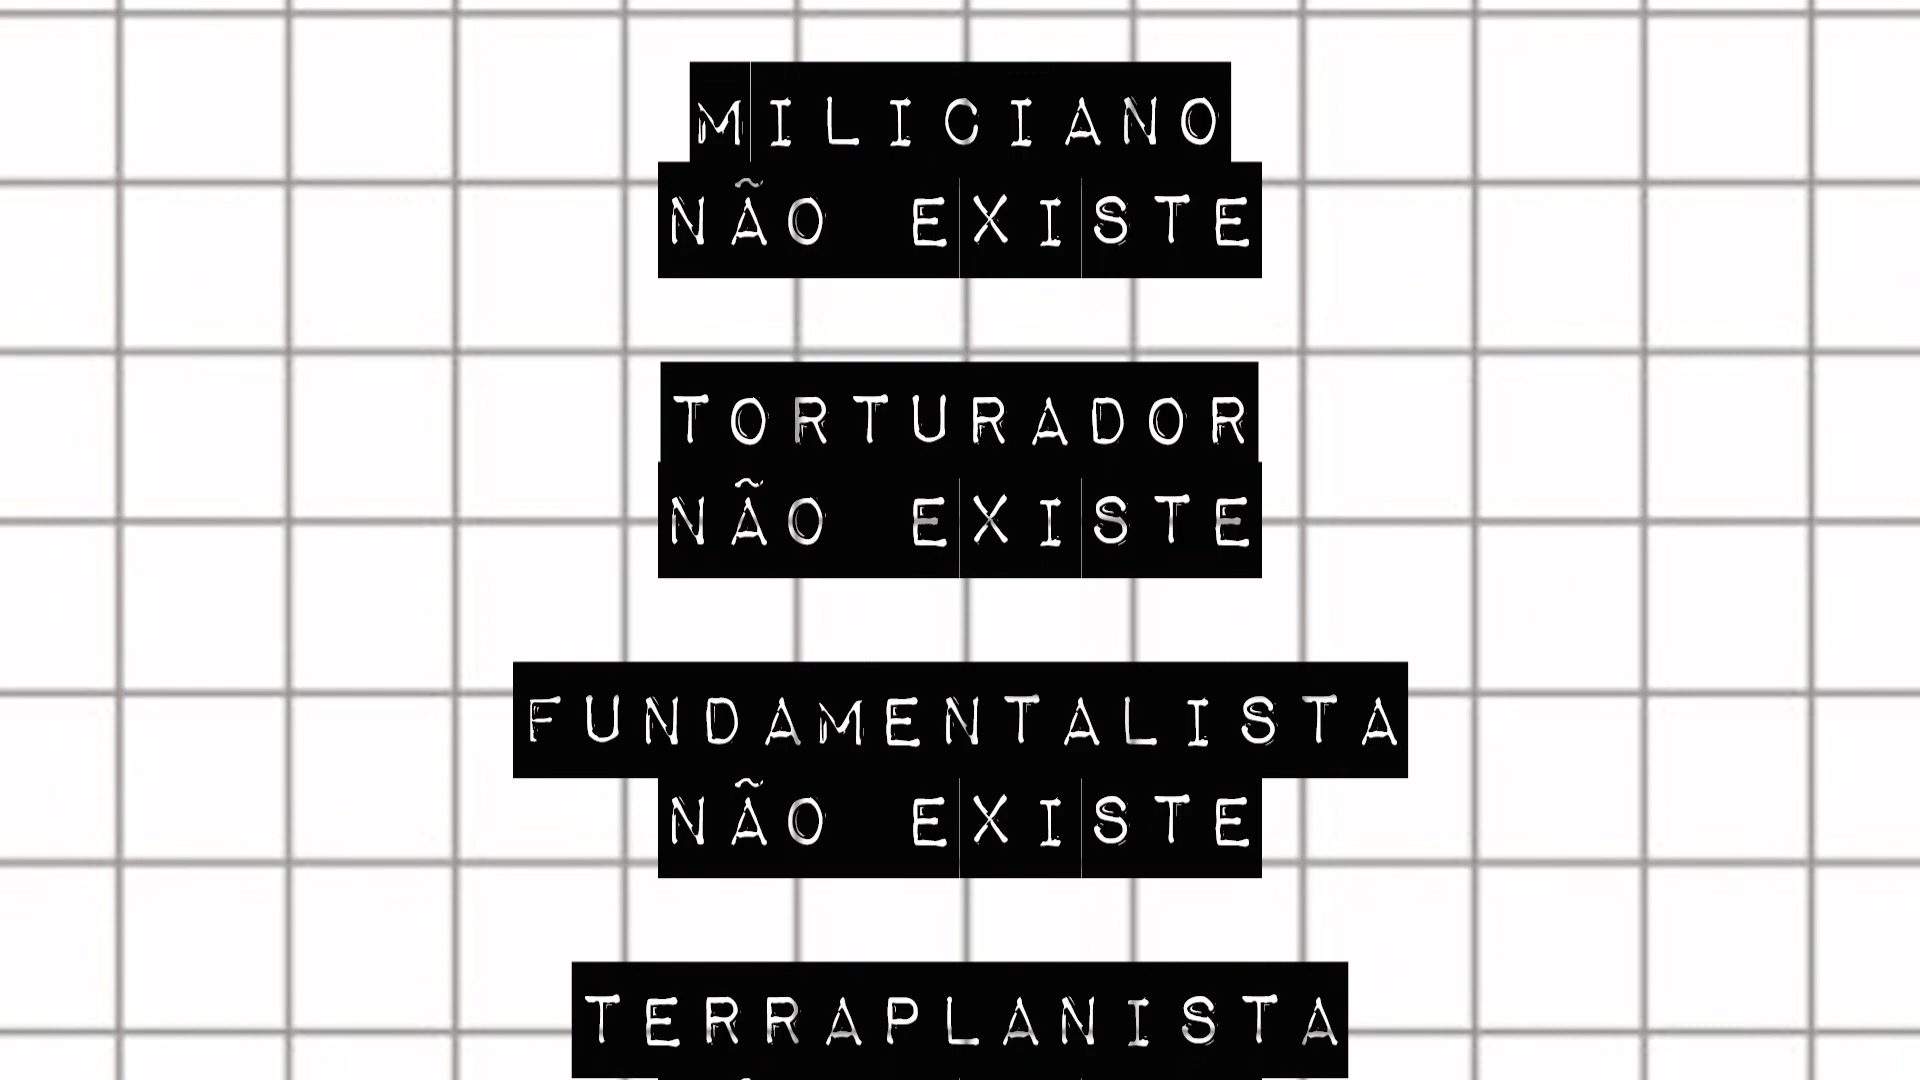 MILICIANO
NÃO EXISTE
TORTURADOR
NÃO EXISTE
FUNDAMENTALISTA
NÃO EXISTE
TERRAPLANISTA